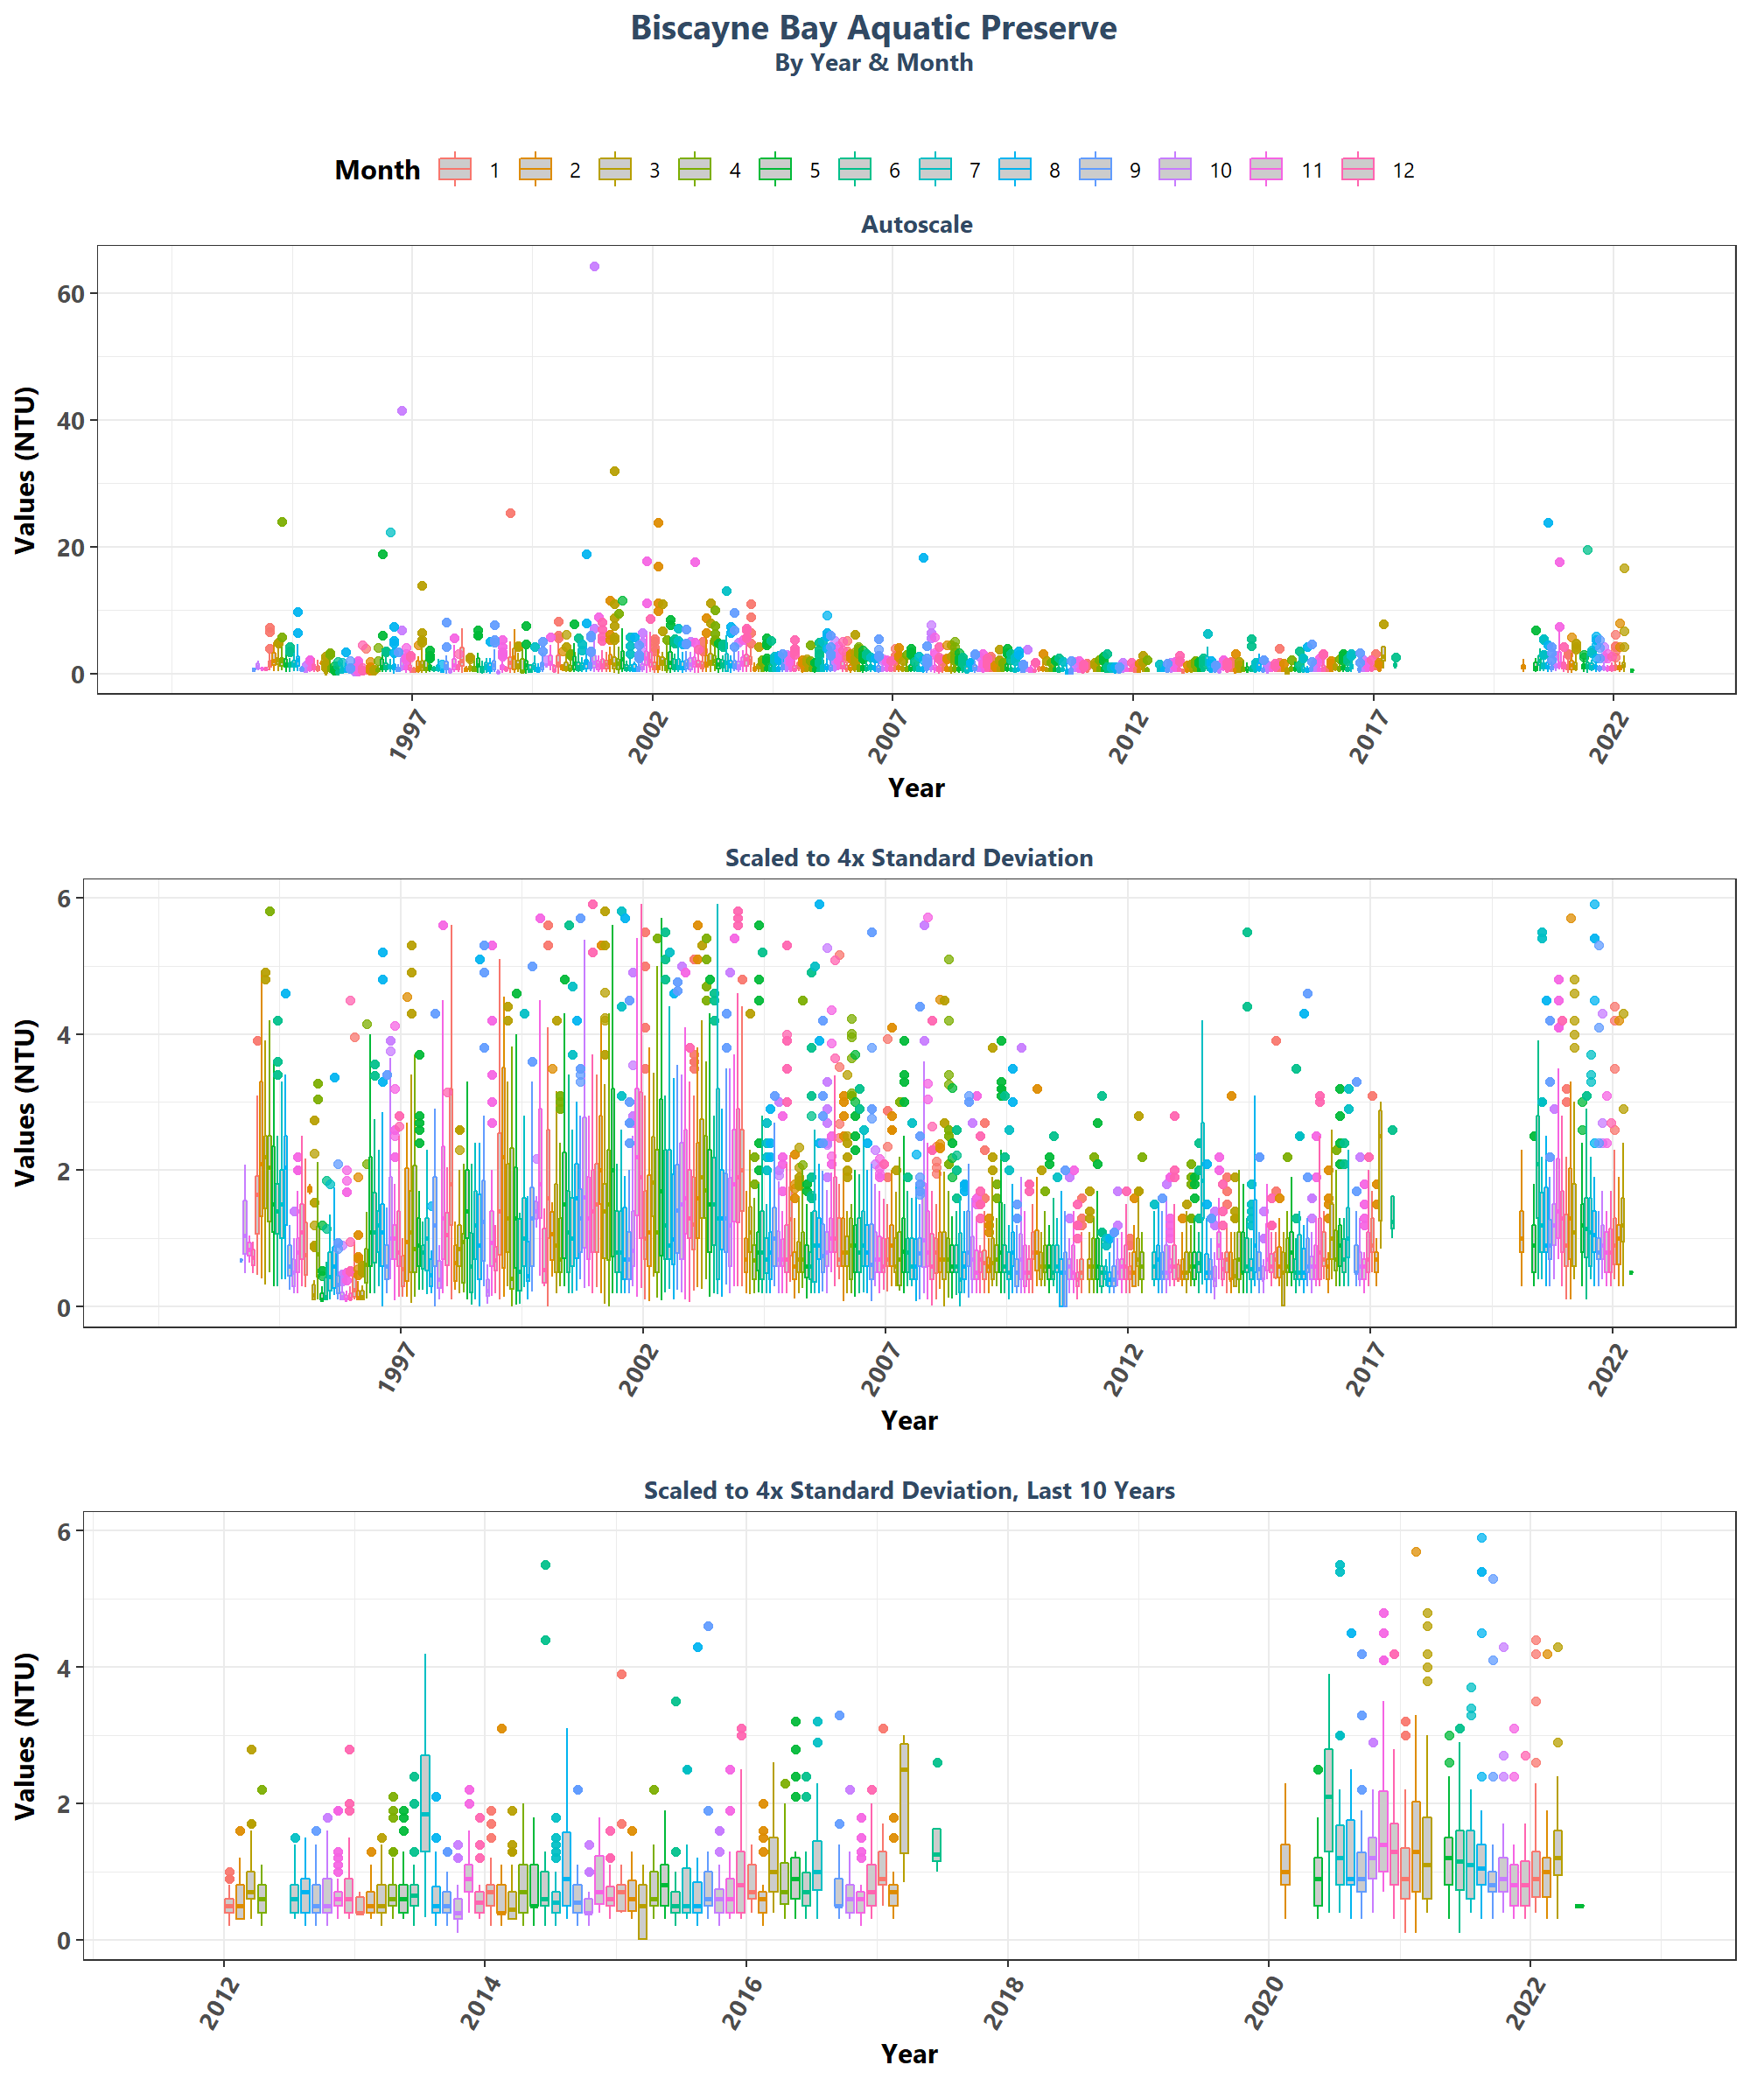 Biscayne Bay Aquatic Preserve
By Year & Month
Month 1 2 3 4 5 6 7 8 9 10 11 12
Autoscale
Values (NTU)
60
40
20
0
1997 2002 2007 2012 2017 2022
Year
Scaled to 4x Standard Deviation
Values (NTU)
6
4
2
0
1997 2002 2007 2012 2017 2022
Year
Scaled to 4x Standard Deviation, Last 10 Years
Values (NTU)
6
4
2
0
2012 2014 2016 2018 2020 2022
Year